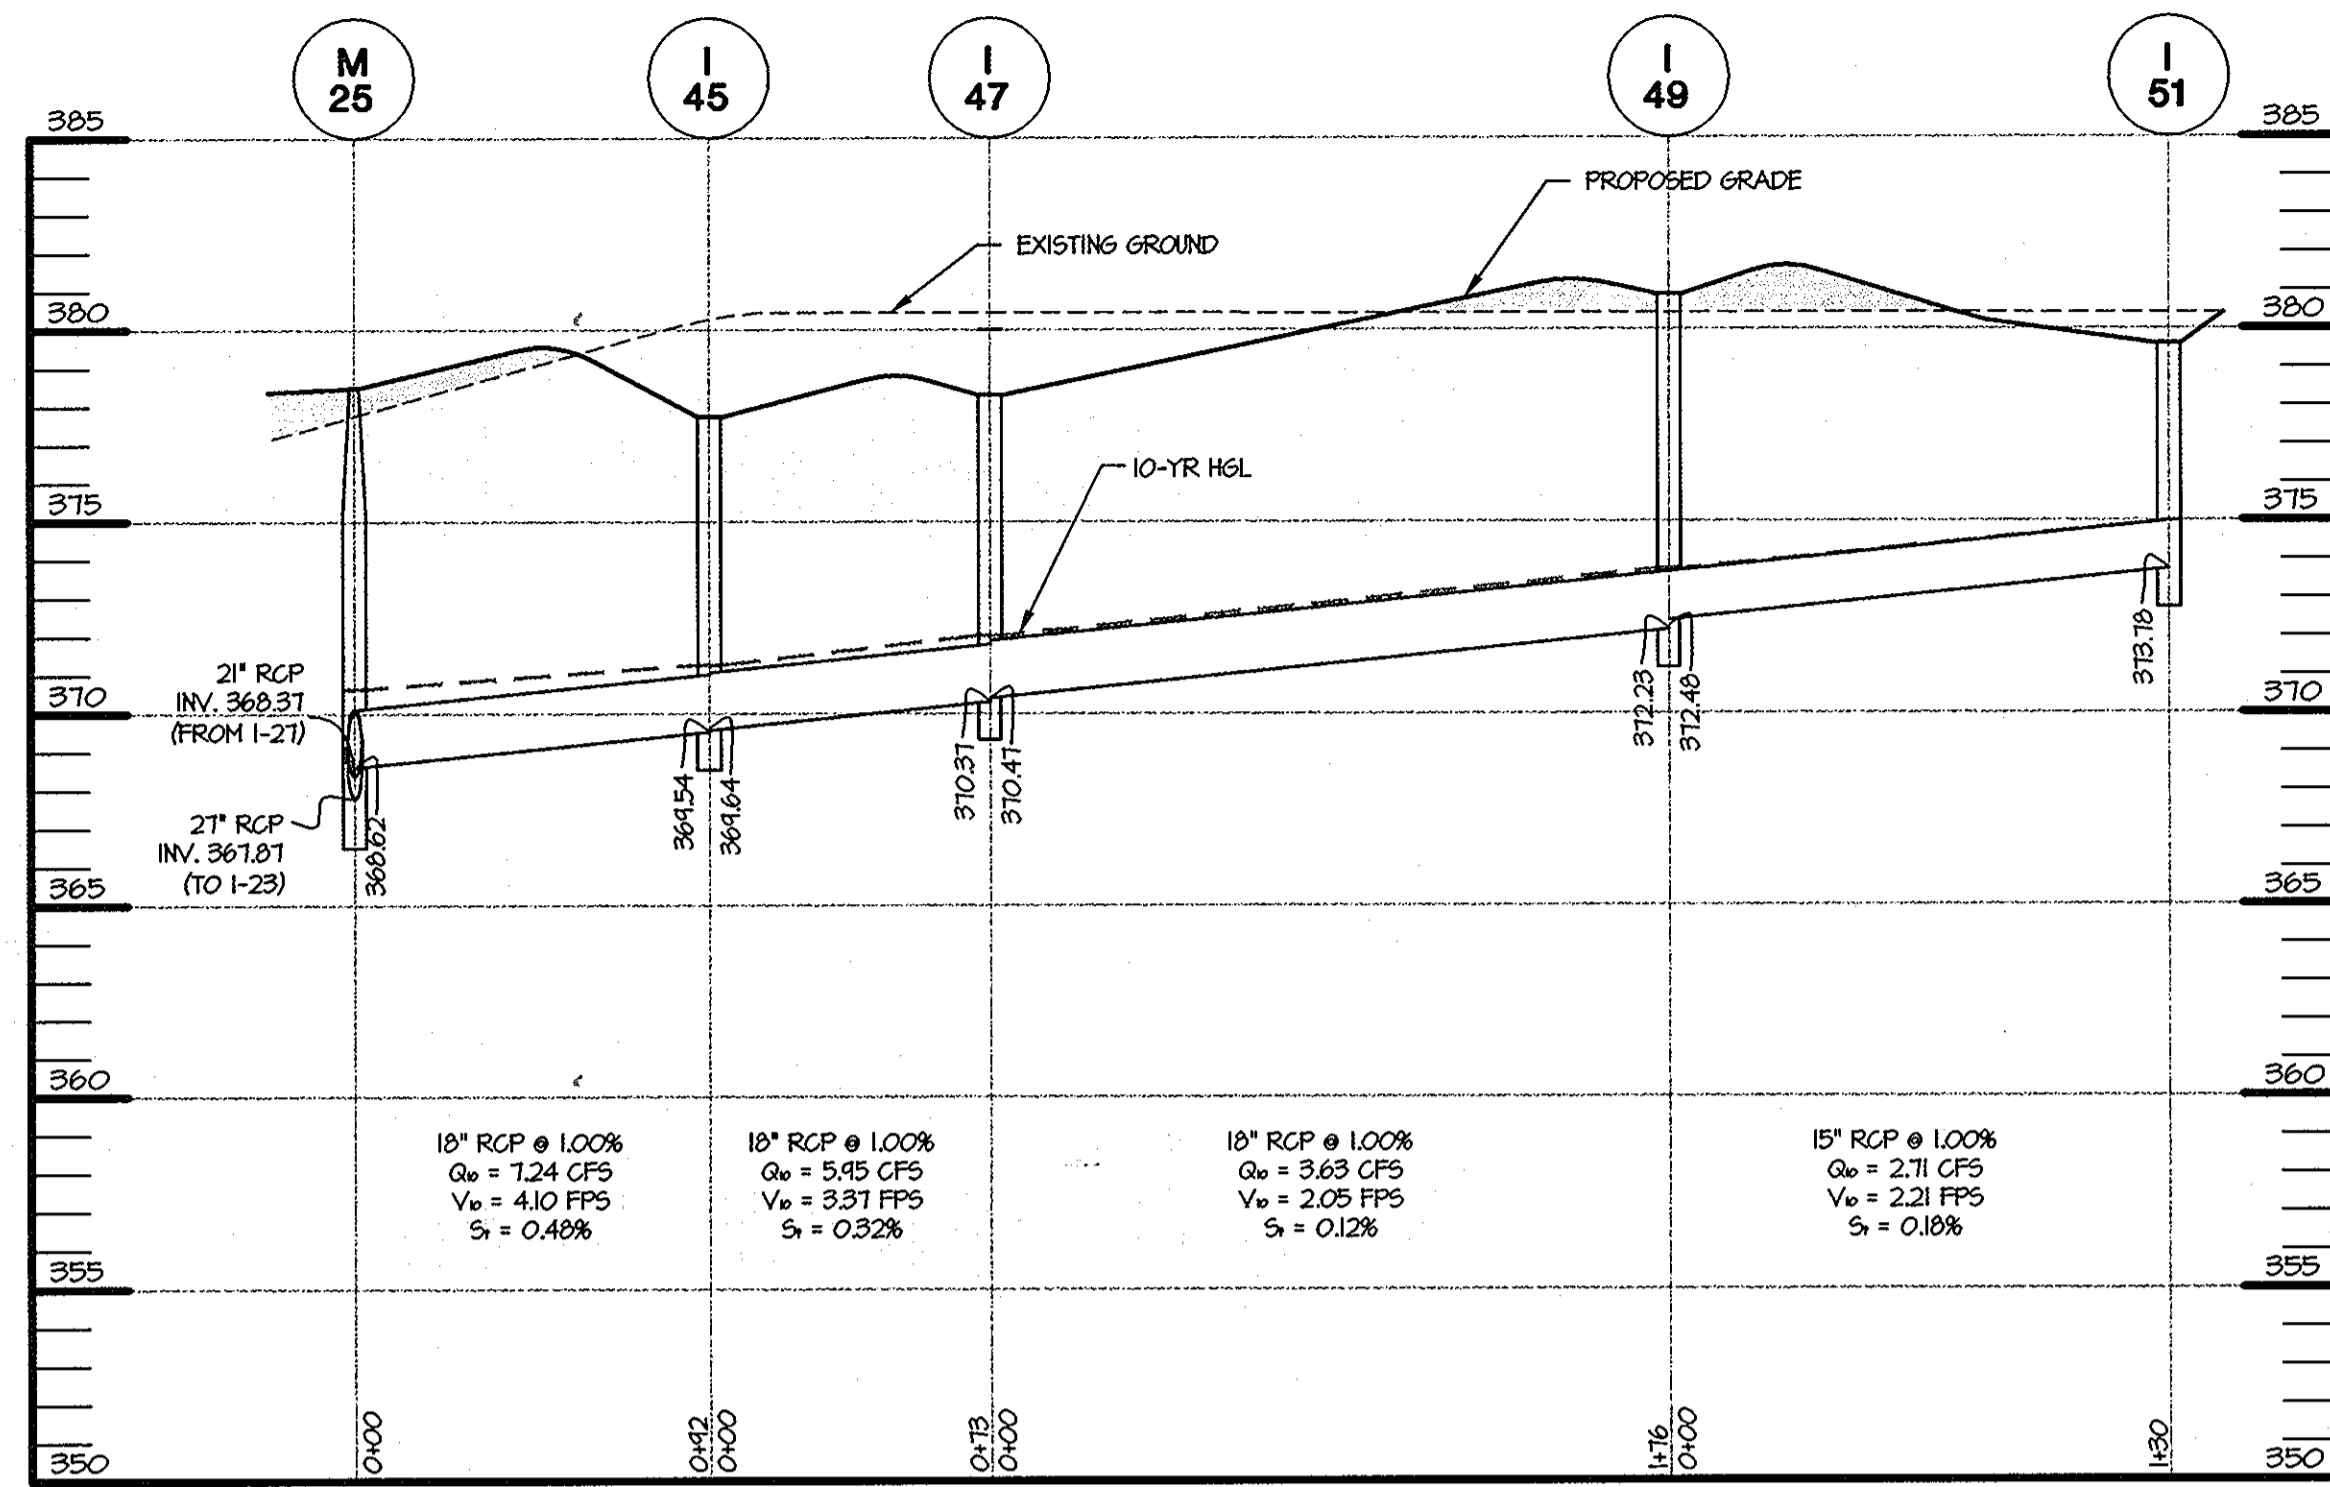 M
25
I
45
I
47
I
49
I
51
385
385
PROPOSED GRADE
EXISTING GROUND
380
380
10-YR HGL
375
375
21" RCP
INV. 368.37
(FROM I-27)
370
370
27" RCP
INV. 367.87
(TO I-23)
368.62
369.54
369.64
370.37
370.47
372.23
372.48
373.78
365
365
360
360
18" RCP @ 1.00%
Q10 = 7.24 CFS
V10 = 4.10 FPS
Sf = 0.48%
18" RCP @ 1.00%
Q10 = 5.95 CFS
V10 = 3.37 FPS
Sf = 0.32%
18" RCP @ 1.00%
Q10 = 3.63 CFS
V10 = 2.05 FPS
Sf = 0.12%
15" RCP @ 1.00%
Q10 = 2.71 CFS
V10 = 2.21 FPS
Sf = 0.18%
355
355
0+00
0+92
0+00
0+73
0+00
1+76
0+00
1+30
350
350